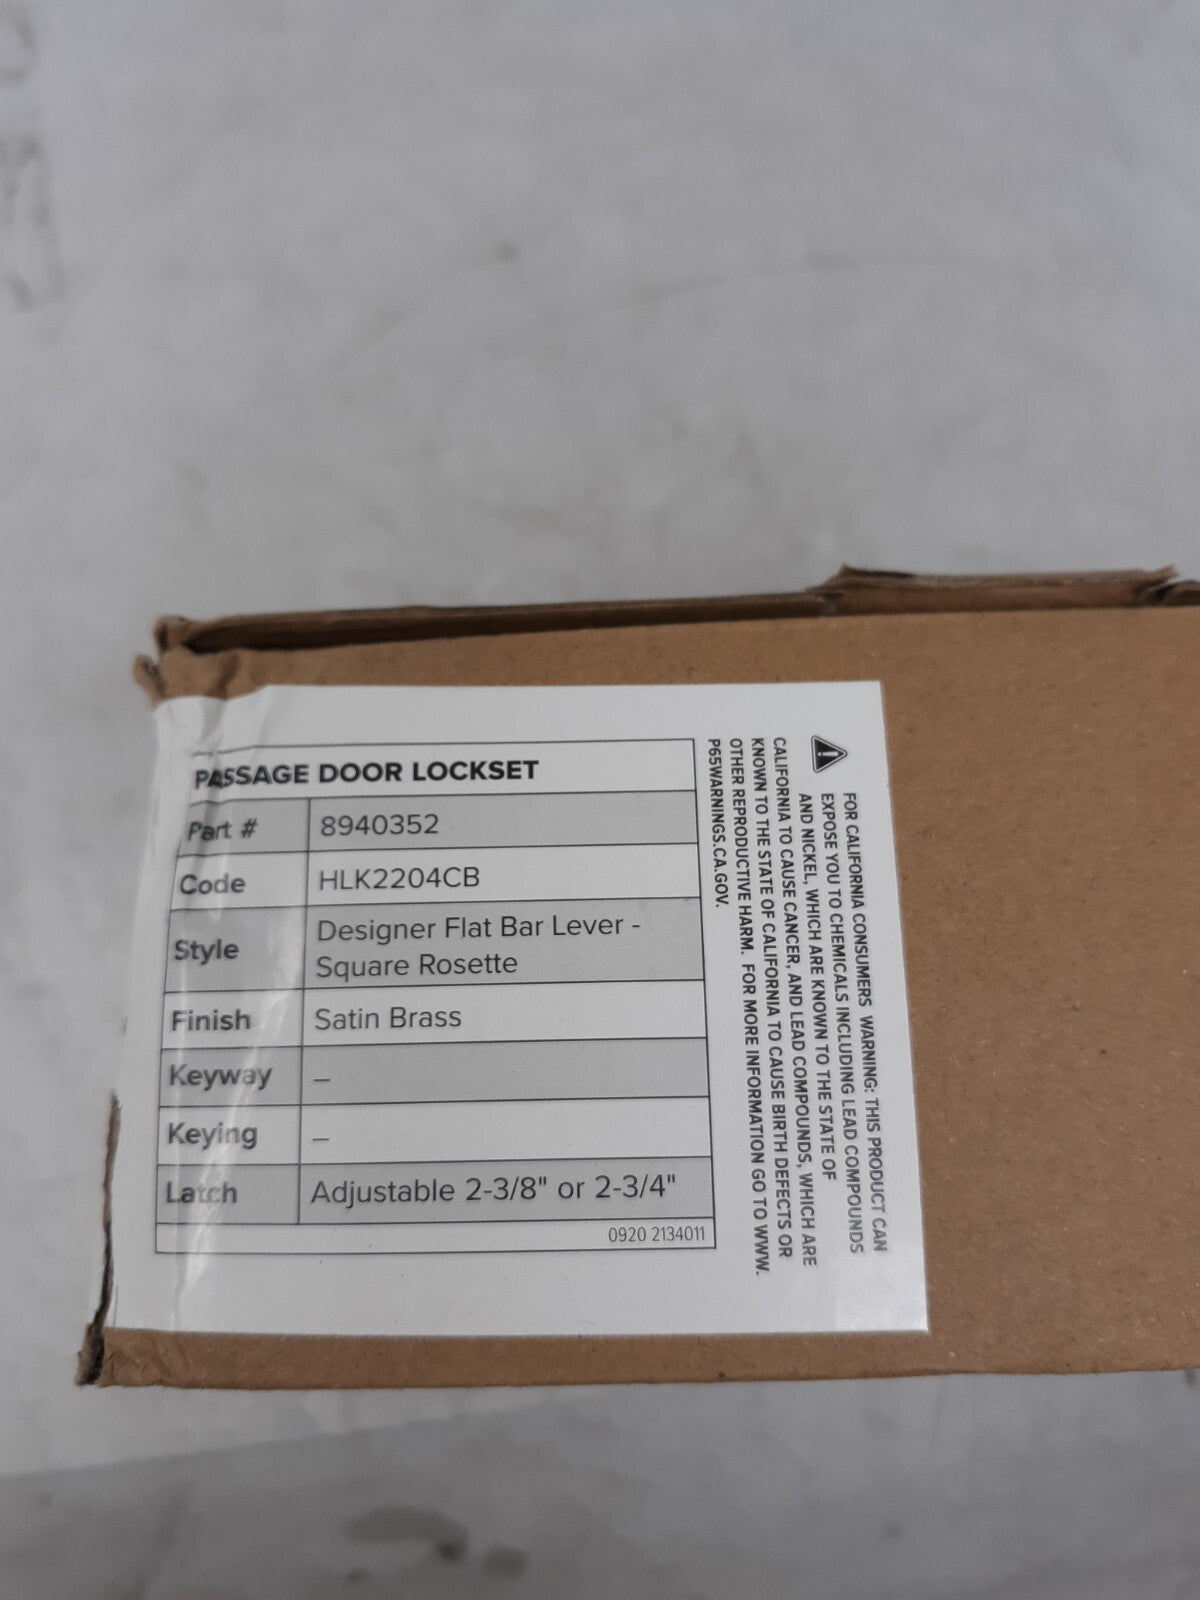 PASSAGE DOOR LOCKSET
Part # 8940352
Code HLK2204CB
Style Designer Flat Bar Lever -
Square Rosette
Finish Satin Brass
Keyway –
Keying –
Latch Adjustable 2-3/8" or 2-3/4"
0920 2134011
FOR CALIFORNIA CONSUMERS WARNING: THIS PRODUCT CAN
EXPOSE YOU TO CHEMICALS INCLUDING LEAD COMPOUNDS
AND NICKEL, WHICH ARE KNOWN TO THE STATE OF
CALIFORNIA TO CAUSE CANCER, AND LEAD COMPOUNDS, WHICH ARE
KNOWN TO THE STATE OF CALIFORNIA TO CAUSE BIRTH DEFECTS OR
OTHER REPRODUCTIVE HARM. FOR MORE INFORMATION GO TO WWW.
P65WARNINGS.CA.GOV.